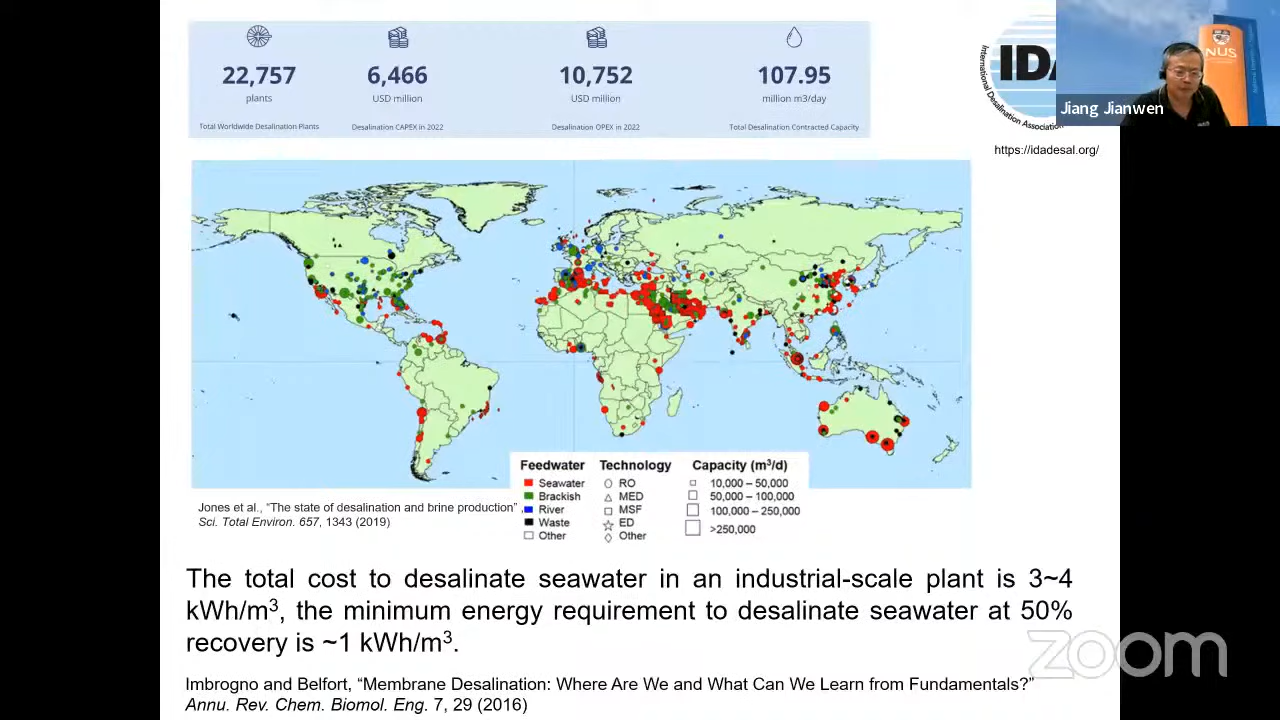 22,757
plants
Total Worldwide Desalination Plants
6,466
USD million
Desalination CAPEX in 2022
10,752
USD million
Desalination OPEX in 2022
107.95
million m3/day
Total Desalination Contracted Capacity
International Desalination Association
https://idadesal.org/
NUS
Jiang Jianwen
Feedwater
Seawater
Brackish
River
Waste
Other
Technology
RO
MED
MSF
ED
Other
Capacity (m³/d)
10,000 – 50,000
50,000 – 100,000
100,000 – 250,000
>250,000
Jones et al., “The state of desalination and brine production”,
Sci. Total Environ. 657, 1343 (2019)
The total cost to desalinate seawater in an industrial-scale plant is 3~4
kWh/m³, the minimum energy requirement to desalinate seawater at 50%
recovery is ~1 kWh/m³.
Imbrogno and Belfort, “Membrane Desalination: Where Are We and What Can We Learn from Fundamentals?”
Annu. Rev. Chem. Biomol. Eng. 7, 29 (2016)
zoom